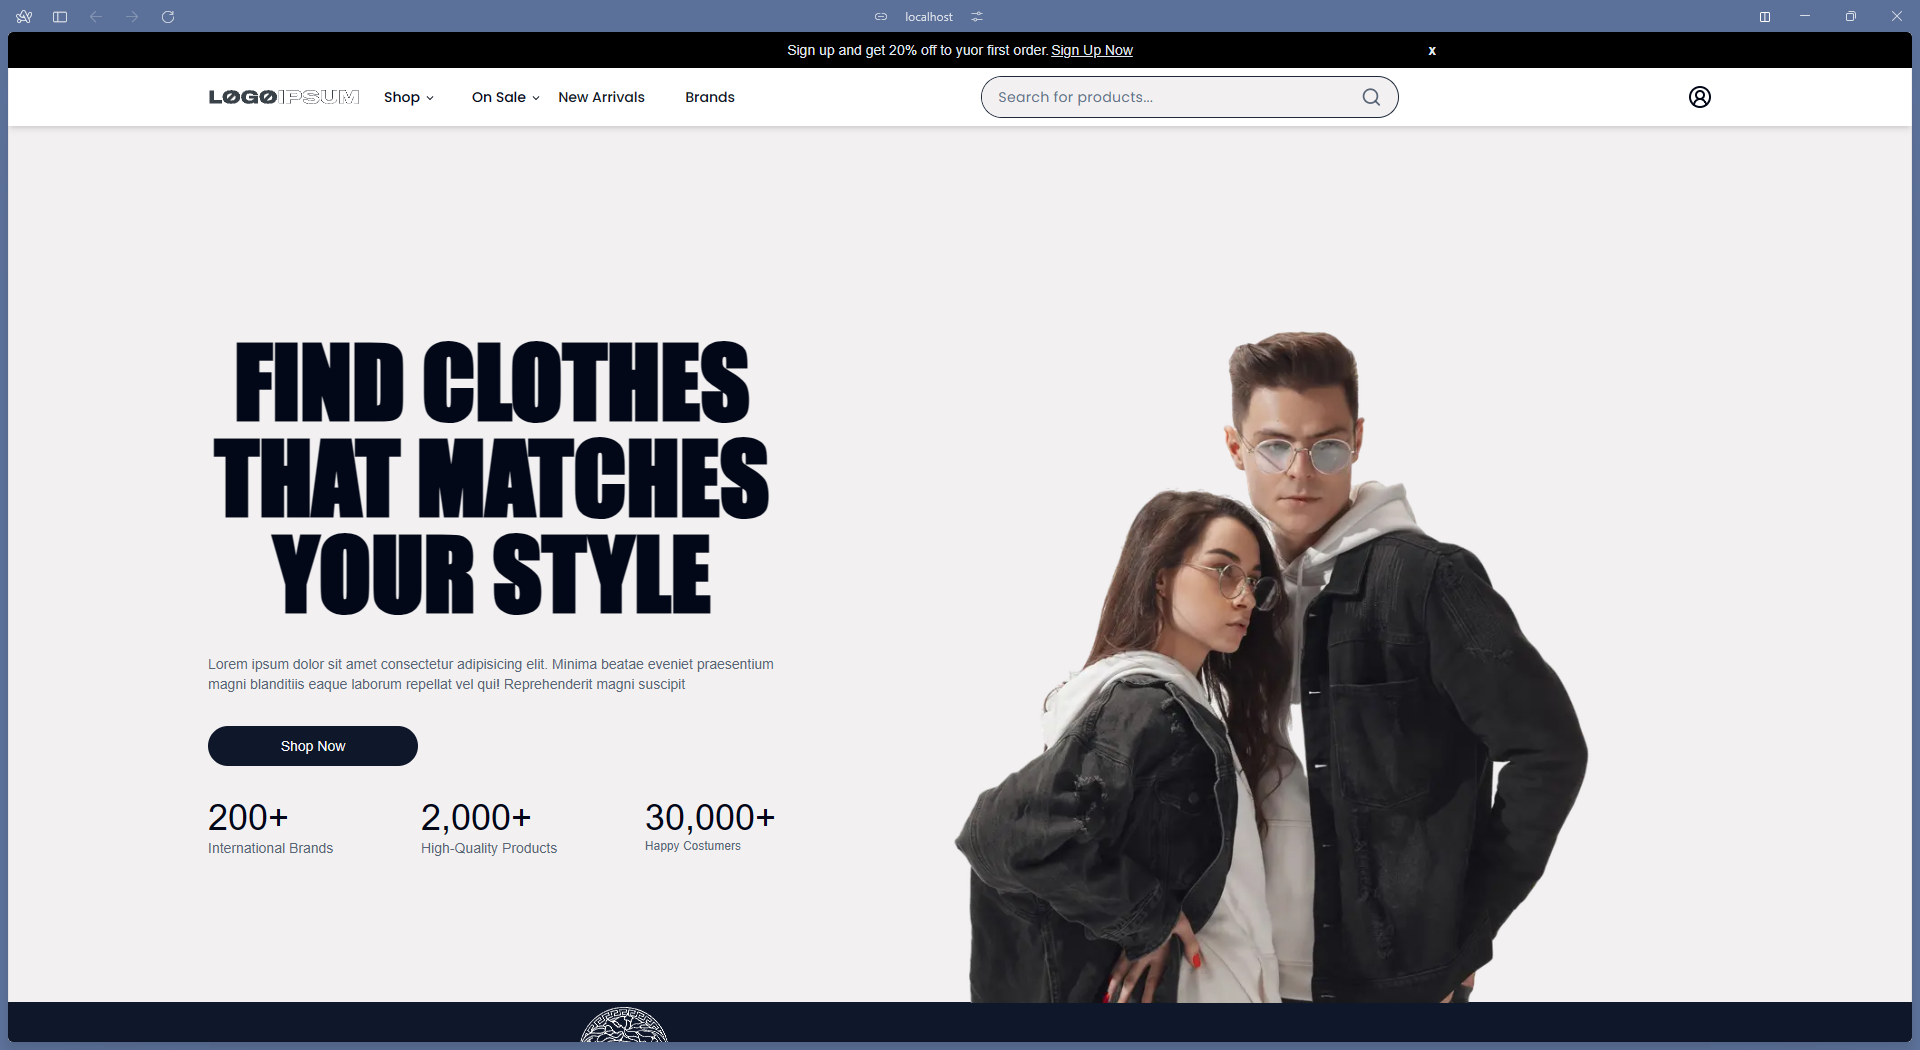 localhost
Sign up and get 20% off to yuor first order. Sign Up Now x
LOGOIPSUM Shop On Sale New Arrivals Brands Search for products...
FIND CLOTHES
THAT MATCHES
YOUR STYLE
Lorem ipsum dolor sit amet consectetur adipisicing elit. Minima beatae eveniet praesentium
magni blanditiis eaque laborum repellat vel qui! Reprehenderit magni suscipit
Shop Now
200+ 2,000+ 30,000+
International Brands High-Quality Products Happy Costumers